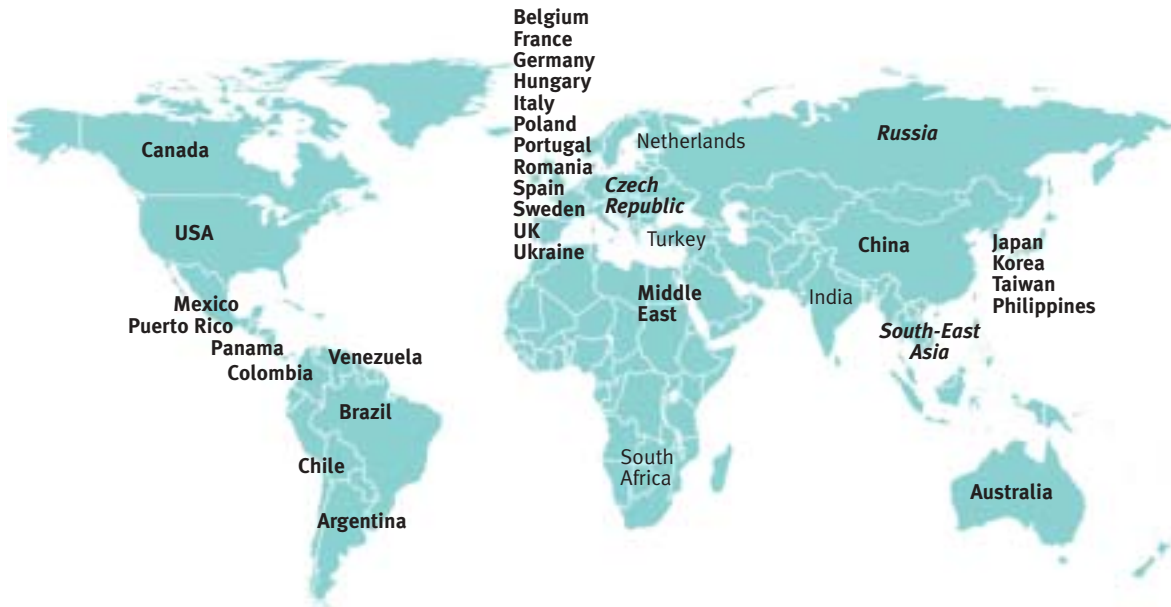 Belgium
France
Germany
Hungary
Italy
Poland
Portugal
Romania
Spain
Sweden
UK
Ukraine
Netherlands
Russia
Canada
Czech
Republic
USA
Turkey
China
Japan
Korea
Taiwan
Philippines
Middle
East
India
Mexico
Puerto Rico
Panama
Colombia
Venezuela
South-East
Asia
Brazil
Chile
South
Africa
Australia
Argentina